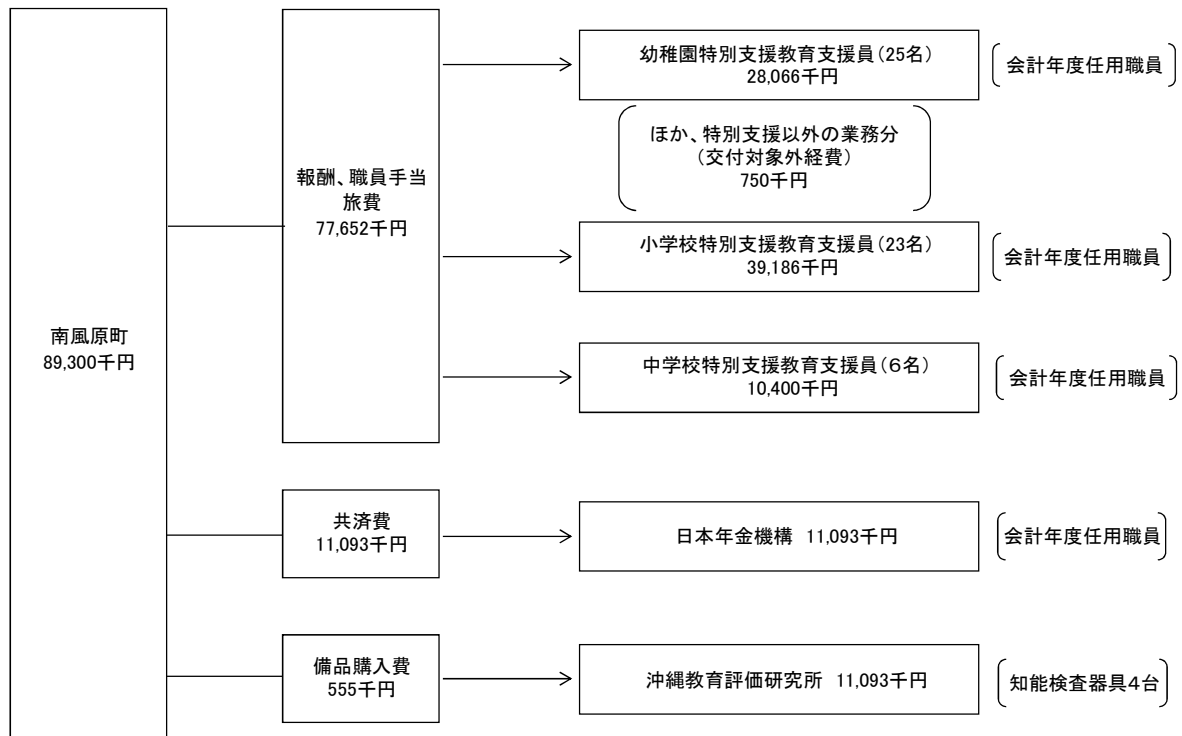 南風原町
89,300千円
報酬、職員手当
旅費
77,652千円
幼稚園特別支援教育支援員(25名)
28,066千円
会計年度任用職員
ほか、特別支援以外の業務分
(交付対象外経費)
750千円
小学校特別支援教育支援員(23名)
39,186千円
会計年度任用職員
中学校特別支援教育支援員(6名)
10,400千円
会計年度任用職員
共済費
11,093千円
日本年金機構 11,093千円
会計年度任用職員
備品購入費
555千円
沖縄教育評価研究所 11,093千円
知能検査器具4台